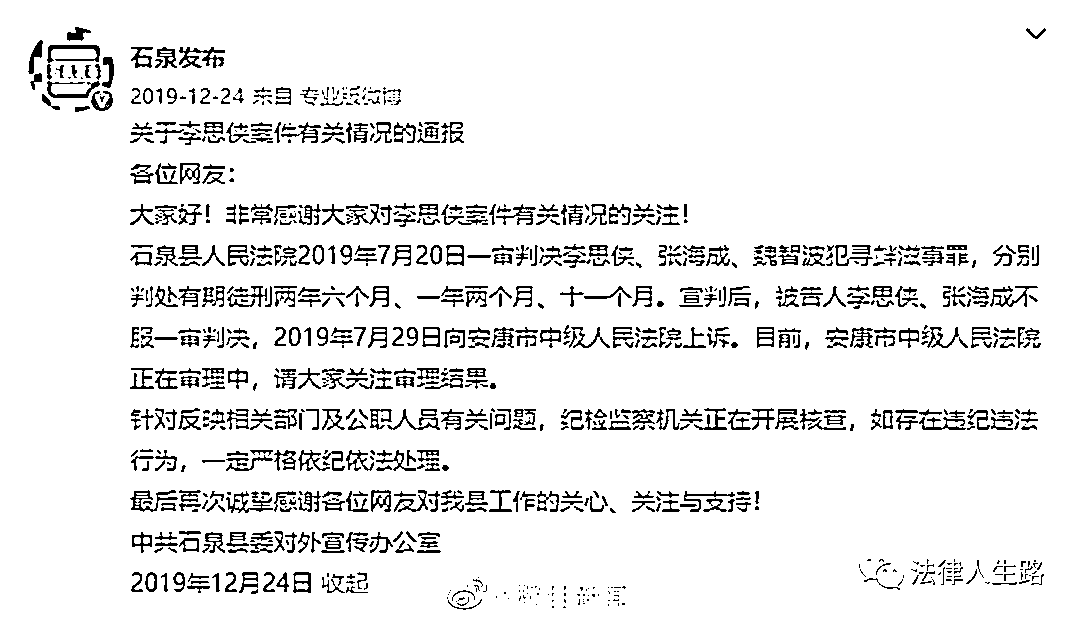 石泉发布
2019-12-24 来自 专业版微博
关于李思侠案件有关情况的通报
各位网友：
大家好！非常感谢大家对李思侠案件有关情况的关注！
石泉县人民法院2019年7月20日一审判决李思侠、张海成、魏智波犯寻衅滋事罪，分别
判处有期徒刑两年六个月、一年两个月、十一个月。宣判后，被告人李思侠、张海成不
服一审判决，2019年7月29日向安康市中级人民法院上诉。目前，安康市中级人民法院
正在审理中，请大家关注审理结果。
针对反映相关部门及公职人员有关问题，纪检监察机关正在开展核查，如存在违纪违法
行为，一定严格依纪依法处理。
最后再次诚挚感谢各位网友对我县工作的关心、关注与支持！
中共石泉县委对外宣传办公室
2019年12月24日 收起
法律人生路